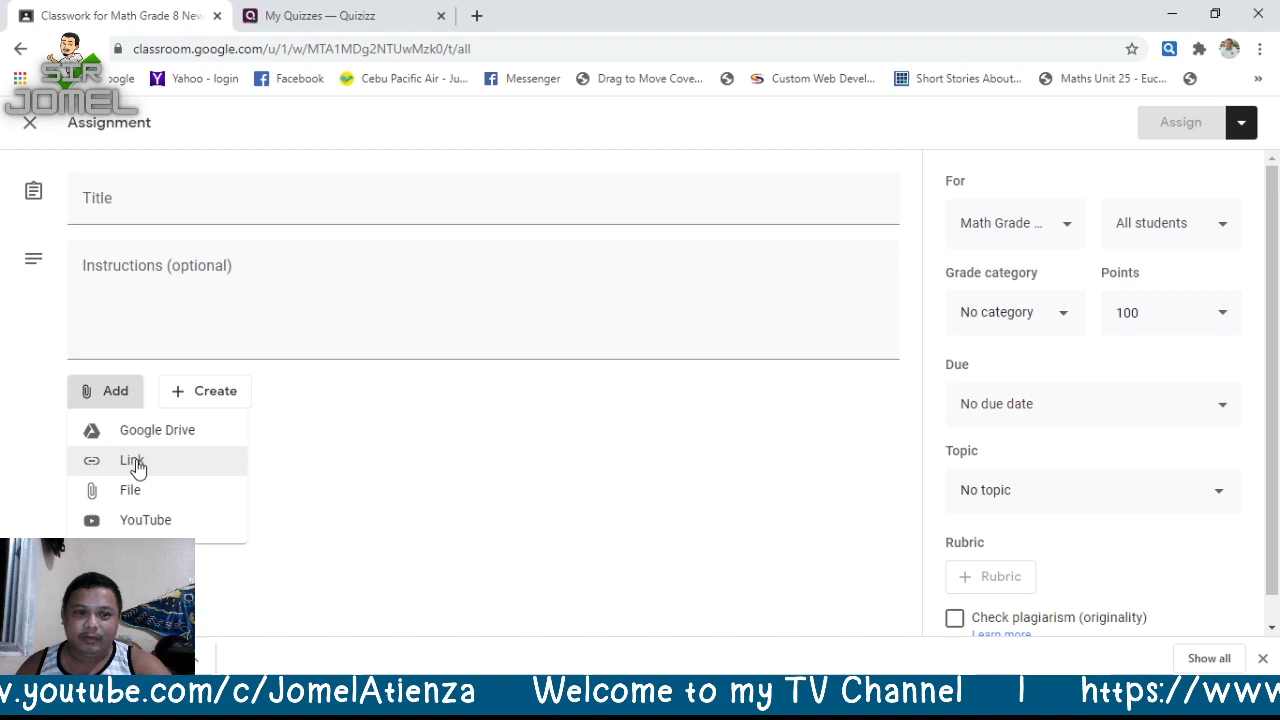 Classwork for Math Grade 8 New
My Quizzes — Quizizz
classroom.google.com/u/1/w/MTA1MDg2NTUwMzk0/t/all
ogle
Yahoo - login
Facebook
Cebu Pacific Air - Ju...
Messenger
Drag to Move Cove...
Custom Web Devel...
Short Stories About...
Maths Unit 25 - Euc...
»
SIR
JOMEL
Assignment
Assign
Title
Instructions (optional)
Add
Create
Google Drive
Link
File
YouTube
For
Math Grade ...
All students
Grade category
Points
No category
100
Due
No due date
Topic
No topic
Rubric
Rubric
Check plagiarism (originality)
Learn more
Show all
v.youtube.com/c/JomelAtienza Welcome to my TV Channel | https://www